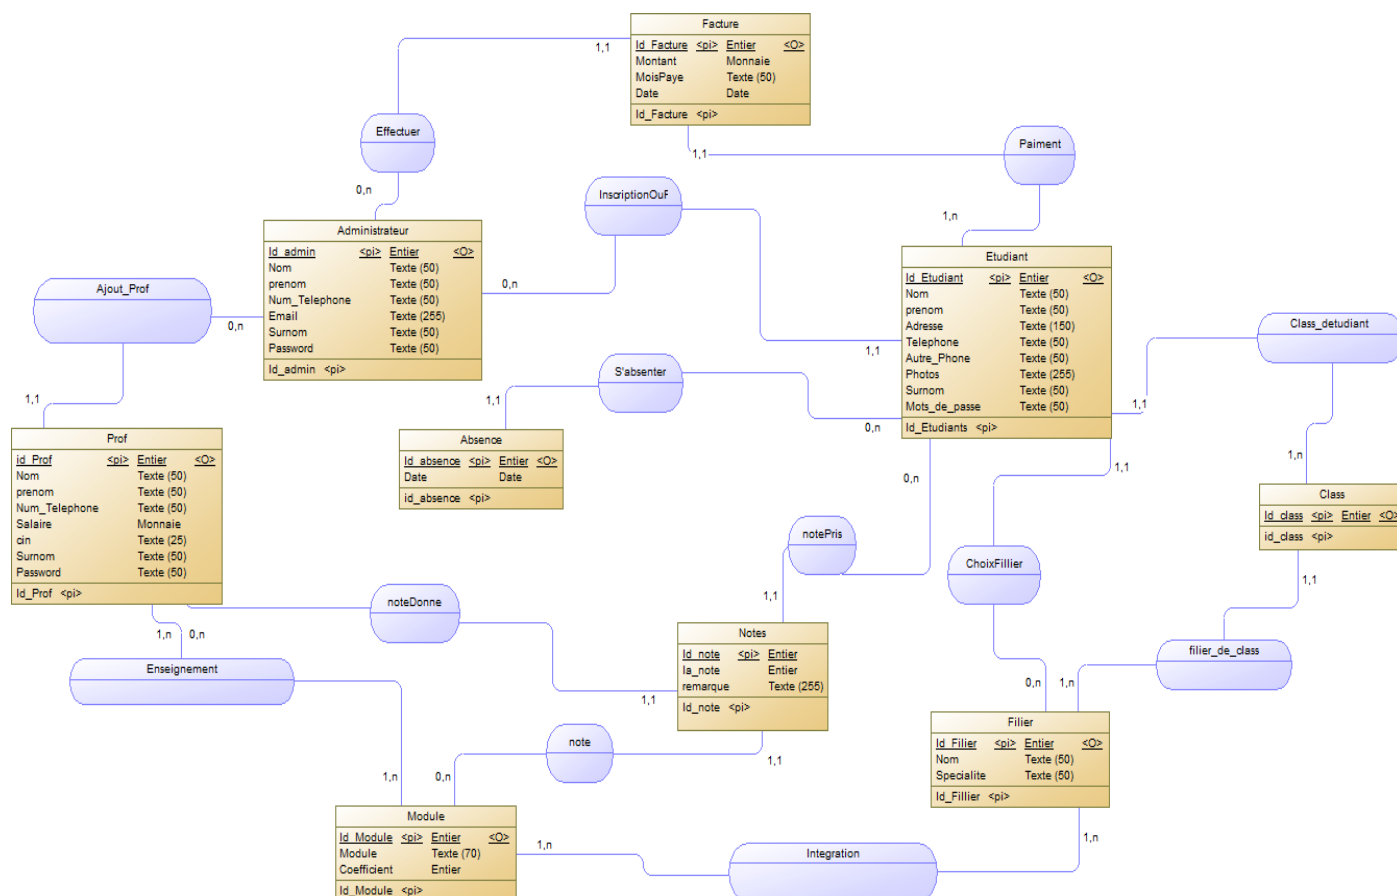 Facture
Id_Facture <pi> Entier <O>
Montant Monnaie
MoisPaye Texte (50)
Date Date
Id_Facture <pi>
1,1
Effectuer
1,1
Paiment
0,n
InscriptionOuF
1,n
Administrateur
Id_admin <pi> Entier <O>
Nom Texte (50)
prenom Texte (50)
Num_Telephone Texte (50)
Email Texte (255)
Surnom Texte (50)
Password Texte (50)
Id_admin <pi>
0,n
Ajout_Prof
0,n
Etudiant
Id_Etudiant <pi> Entier <O>
Nom Texte (50)
prenom Texte (50)
Adresse Texte (150)
Telephone Texte (50)
Autre_Phone Texte (50)
Photos Texte (255)
Surnom Texte (50)
Mots_de_passe Texte (50)
Id_Etudiants <pi>
1,1
Class_detudiant
S'absenter
1,1
1,1
1,1
0,n
Prof
id_Prof <pi> Entier <O>
Nom Texte (50)
prenom Texte (50)
Num_Telephone Texte (50)
Salaire Monnaie
cin Texte (25)
Surnom Texte (50)
Password Texte (50)
Id_Prof <pi>
Absence
Id_absence <pi> Entier <O>
Date Date
id_absence <pi>
1,n
1,1
0,n
Class
Id_class <pi> Entier <O>
id_class <pi>
notePris
ChoixFillier
1,1
1,1
noteDonne
1,n
0,n
Notes
Id_note <pi> Entier
la_note Entier
remarque Texte (255)
Id_note <pi>
filier_de_class
Enseignement
1,1
0,n
1,n
Filier
Id_Filier <pi> Entier <O>
Nom Texte (50)
Specialite Texte (50)
Id_Fillier <pi>
note
1,1
1,n
0,n
Module
Id_Module <pi> Entier <O>
Module Texte (70)
Coefficient Entier
Id_Module <pi>
1,n
Integration
1,n